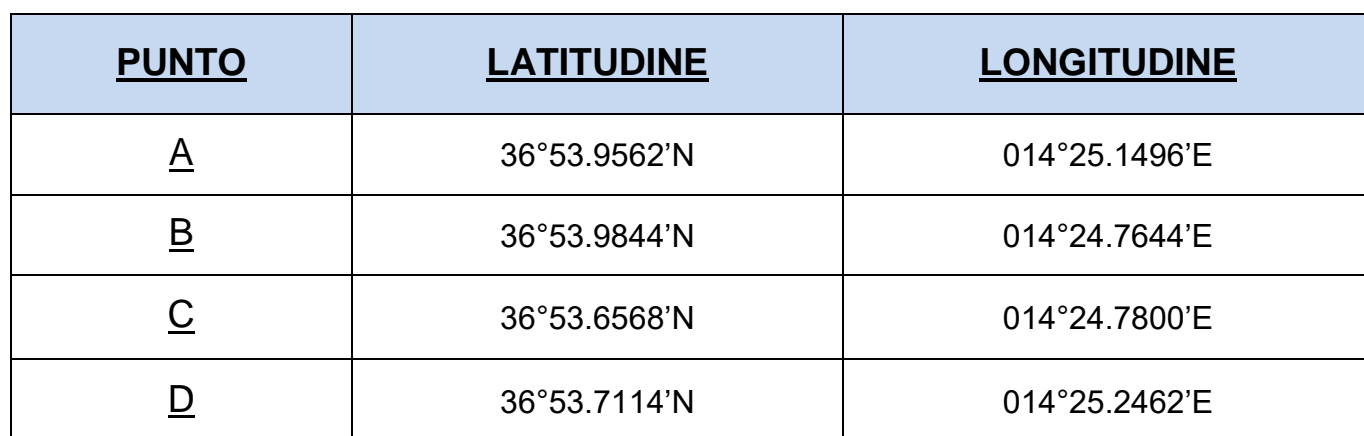 PUNTO LATITUDINE LONGITUDINE
A 36°53.9562’N 014°25.1496’E
B 36°53.9844’N 014°24.7644’E
C 36°53.6568’N 014°24.7800’E
D 36°53.7114’N 014°25.2462’E